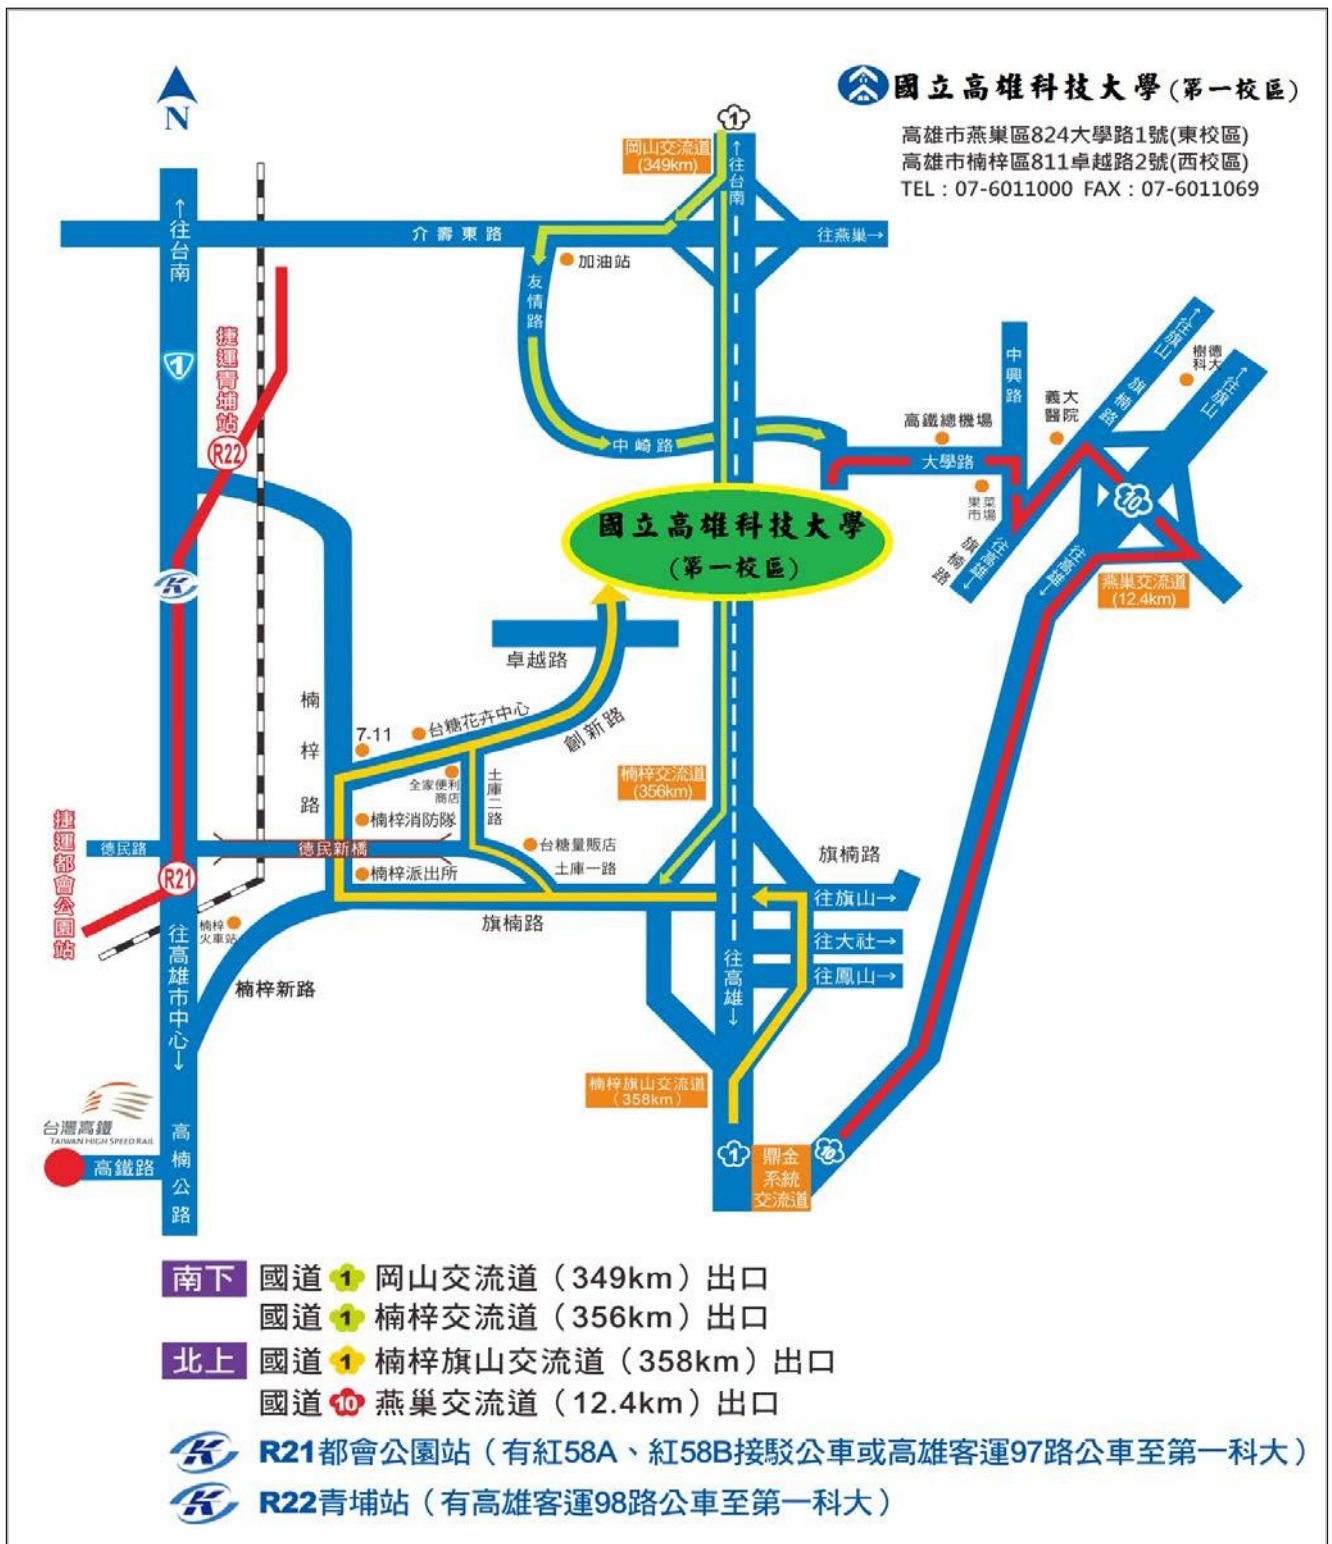 國立高雄科技大學(第一校區)
高雄市燕巢區824大學路1號(東校區)
高雄市楠梓區811卓越路2號(西校區)
TEL：07-6011000 FAX：07-6011069
N
1
岡山交流道
(349km)
↑往台南
↑往台南
介壽東路
往燕巢→
加油站
友情路
1
捷運青埔站
R22
中崎路
中興路
高鐵總機場
大學路
義大
醫院
果菜
市場
旗楠路
↑往旗山
樹德
科大
↑往旗山
10
旗楠路
往高雄↓
往高雄↓
燕巢交流道
(12.4km)
國立高雄科技大學
(第一校區)
K
卓越路
楠梓路
7-11
台糖花卉中心
創新路
全家便利
商店
土庫二路
楠梓交流道
(356km)
楠梓消防隊
捷運都會公園站
德民路
德民新橋
台糖量販店
土庫一路
旗楠路
R21
楠梓派出所
往旗山→
楠梓
火車站
旗楠路
往大社→
往鳳山→
往高雄市中心↓
往高雄↓
楠梓新路
楠梓旗山交流道
(358km)
台灣高鐵
TAIWAN HIGH SPEED RAIL
高鐵路
高楠公路
1
鼎金
系統
交流道
10
南下 國道 1 岡山交流道（349km）出口
國道 1 楠梓交流道（356km）出口
北上 國道 1 楠梓旗山交流道（358km）出口
國道 10 燕巢交流道（12.4km）出口
K R21都會公園站（有紅58A、紅58B接駁公車或高雄客運97路公車至第一科大）
K R22青埔站（有高雄客運98路公車至第一科大）